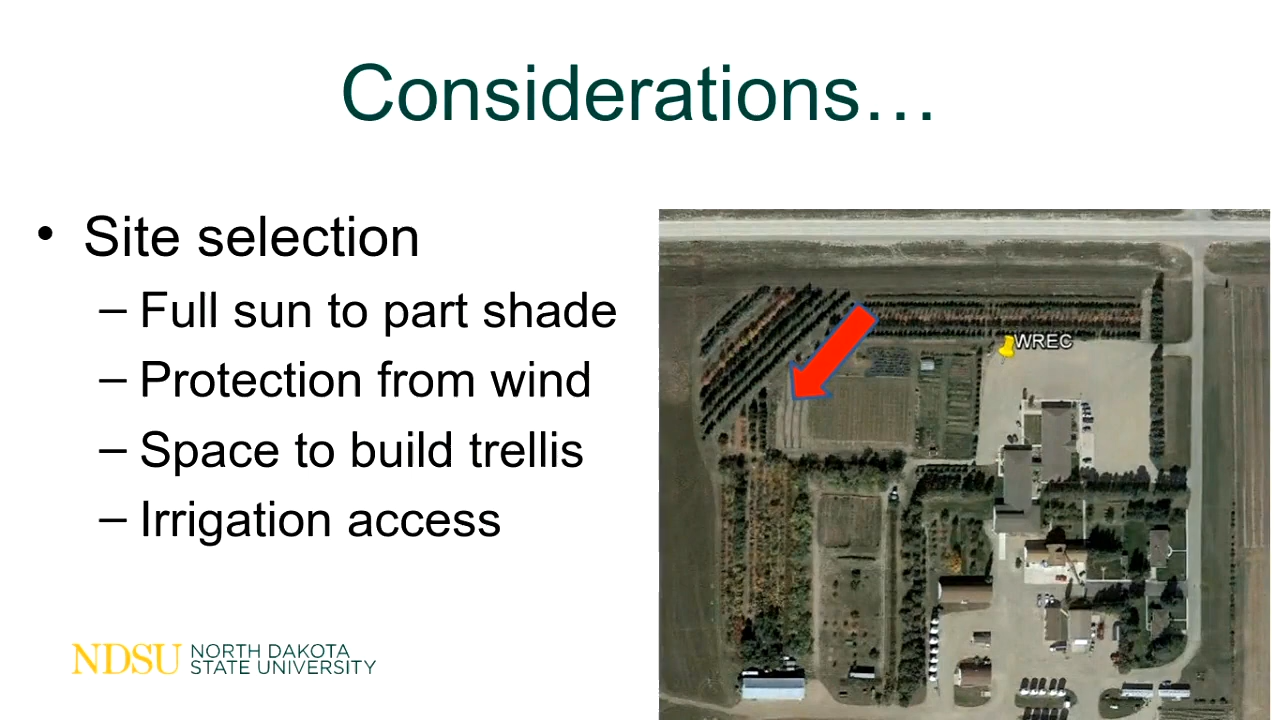 Considerations…
• Site selection
– Full sun to part shade
– Protection from wind
– Space to build trellis
– Irrigation access
WREC
NDSU NORTH DAKOTA
STATE UNIVERSITY